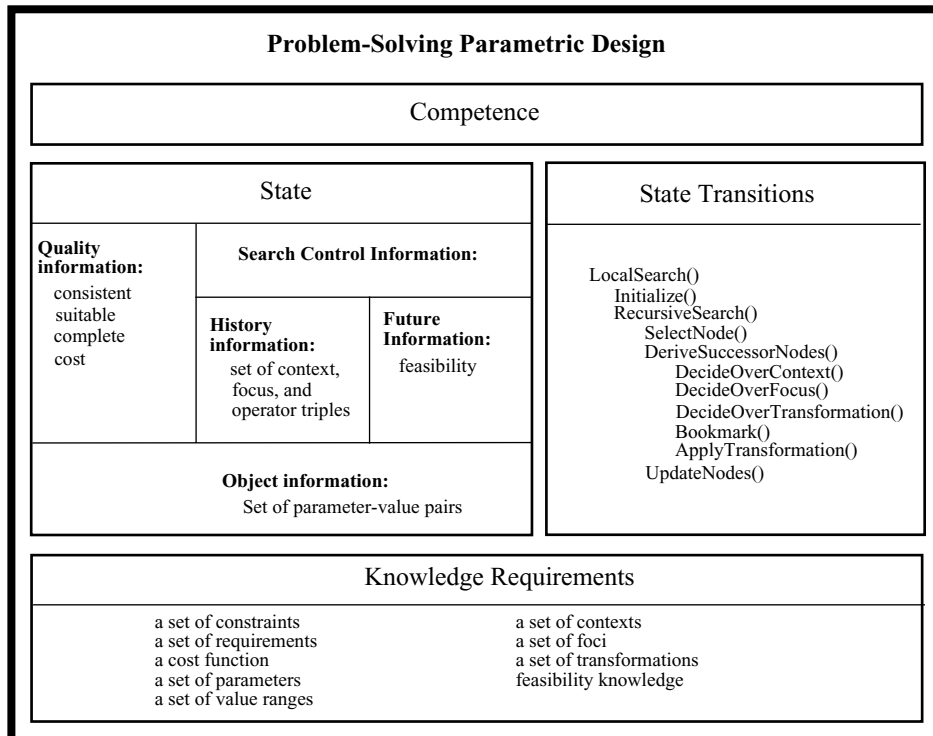 Problem-Solving Parametric Design
Competence
State
Quality
information:
consistent
suitable
complete
cost
Search Control Information:
History
information:
set of context,
focus, and
operator triples
Future
Information:
feasibility
Object information:
Set of parameter-value pairs
State Transitions
LocalSearch()
Initialize()
RecursiveSearch()
SelectNode()
DeriveSuccessorNodes()
DecideOverContext()
DecideOverFocus()
DecideOverTransformation()
Bookmark()
ApplyTransformation()
UpdateNodes()
Knowledge Requirements
a set of constraints
a set of requirements
a cost function
a set of parameters
a set of value ranges
a set of contexts
a set of foci
a set of transformations
feasibility knowledge